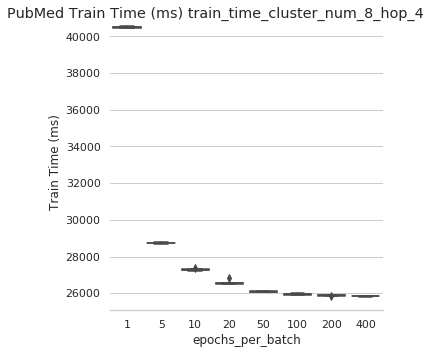 PubMed Train Time (ms) train_time_cluster_num_8_hop_4
40000
38000
36000
34000
32000
30000
28000
26000
Train Time (ms)
1 5 10 20 50 100 200 400
epochs_per_batch